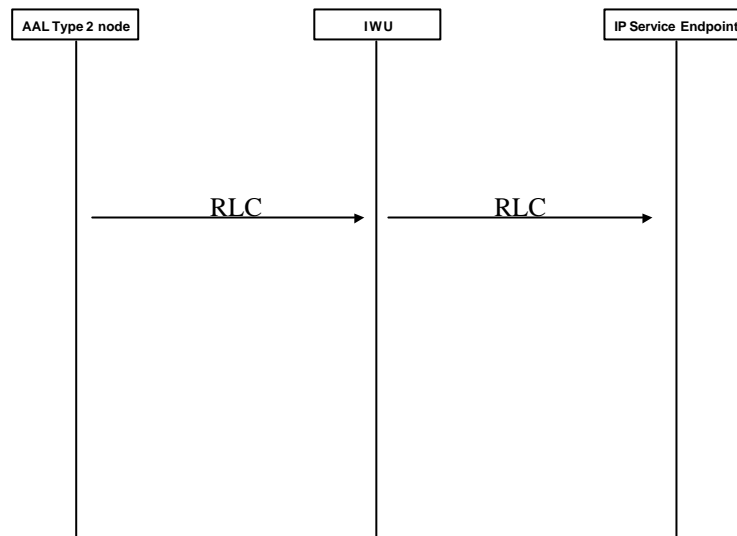 AAL Type 2 node
IWU
IP Service Endpoint
RLC
RLC